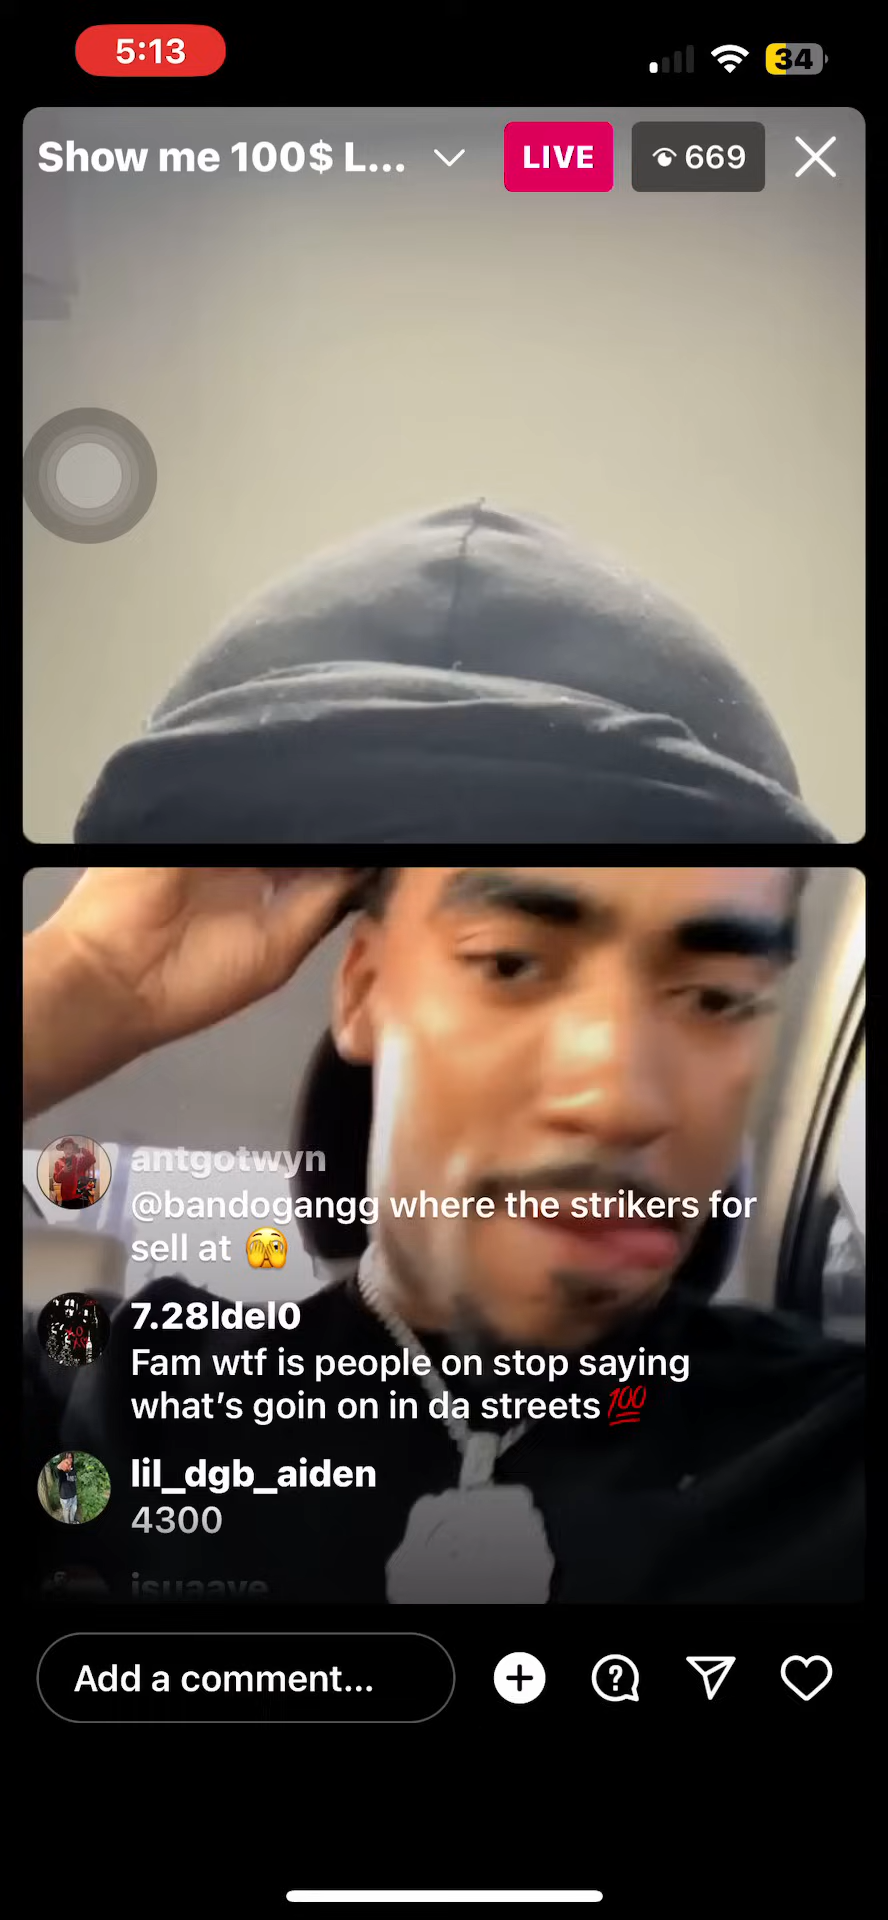 5:13
34
Show me 100$ L...
LIVE
669
antgotwyn
@bandogangg where the strikers for
sell at 🫣
7.28ldel0
Fam wtf is people on stop saying
what's goin on in da streets💯
lil_dgb_aiden
4300
isuaave
Add a comment...